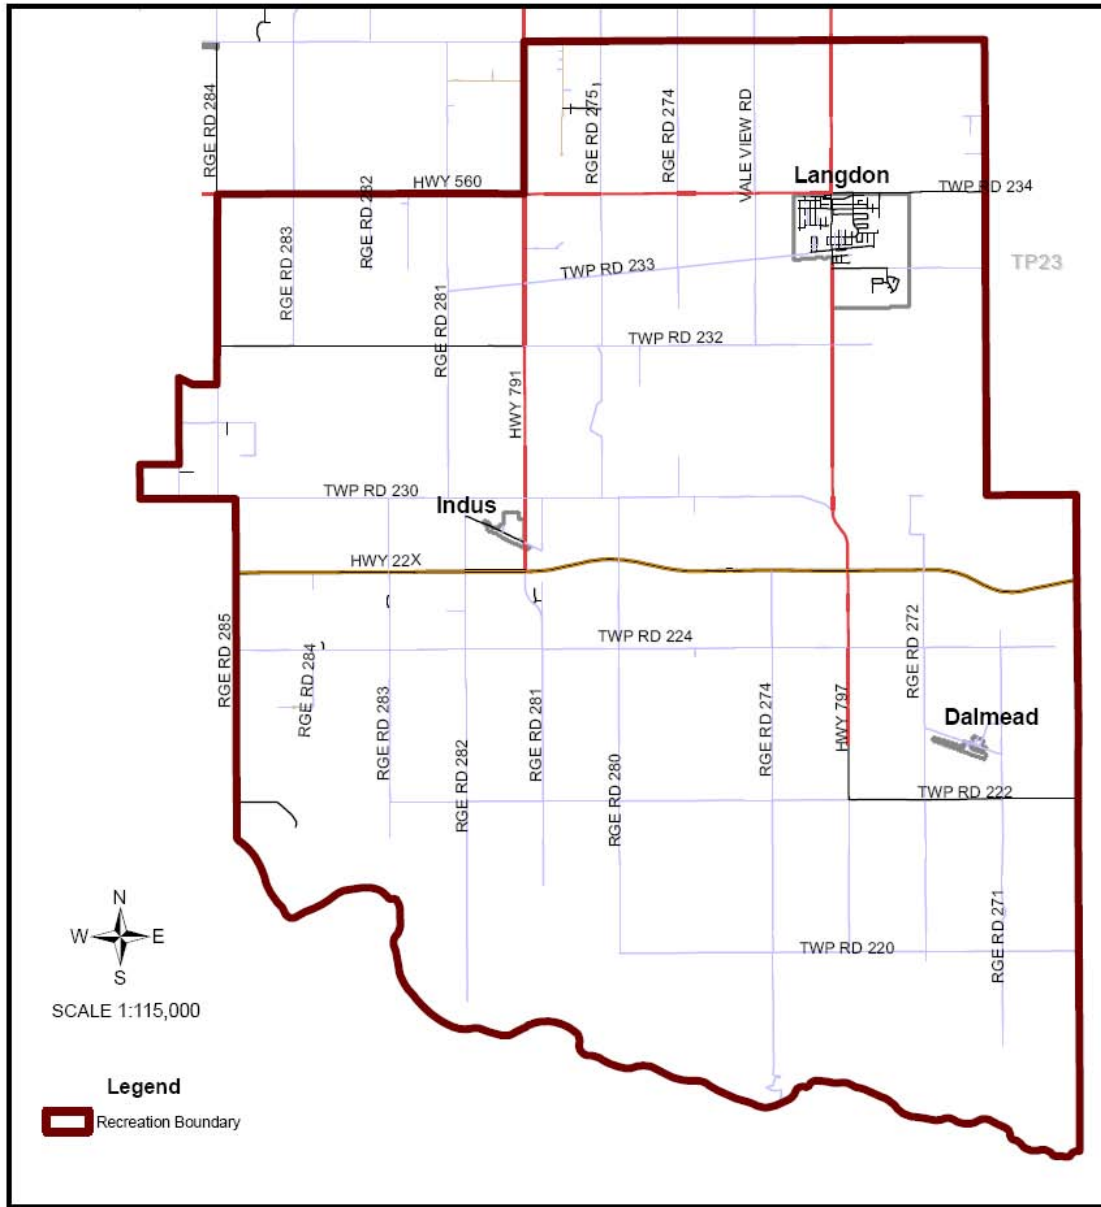 RGE RD 284
RGE RD 275
RGE RD 274
VALE VIEW RD
Langdon
HWY 560
TWP RD 234
RGE RD 282
RGE RD 283
TWP RD 233
TP23
RGE RD 281
TWP RD 232
HWY 791
TWP RD 230
Indus
HWY 22X
RGE RD 285
TWP RD 224
RGE RD 272
RGE RD 284
RGE RD 283
RGE RD 281
RGE RD 274
HWY 797
Dalmead
RGE RD 282
RGE RD 280
TWP RD 222
N
W
E
S
TWP RD 220
RGE RD 271
SCALE 1:115,000
Legend
Recreation Boundary